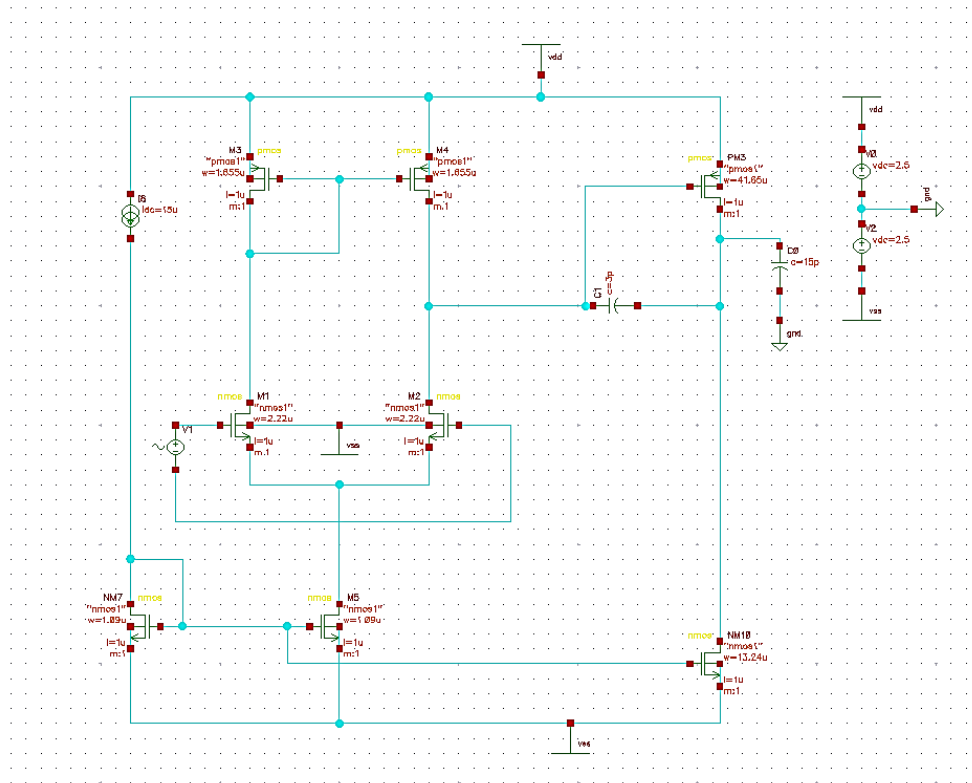 vdd
M3
pmos
"pmos1"
w=1.655u
l=1u
m:1
pmos
M4
"pmos1"
w=1.655u
l=1u
m:1
pmos
PM3
"pmos1"
w=41.65u
l=1u
m:1
vdd
V0
vdc=2.5
gnd
V2
vdc=2.5
vss
idc=15u
C0
c=15p
gnd
C1
c=3p
nmos
M1
"nmos1"
w=2.22u
l=1u
m:1
M2
nmos
"nmos1"
w=2.22u
l=1u
m:1
vss
V1
NM7
nmos
"nmos1"
w=1.09u
l=1u
m:1
nmos
M5
"nmos1"
w=1.09u
l=1u
m:1
nmos
NM10
"nmos1"
w=13.24u
l=1u
m:1
vss